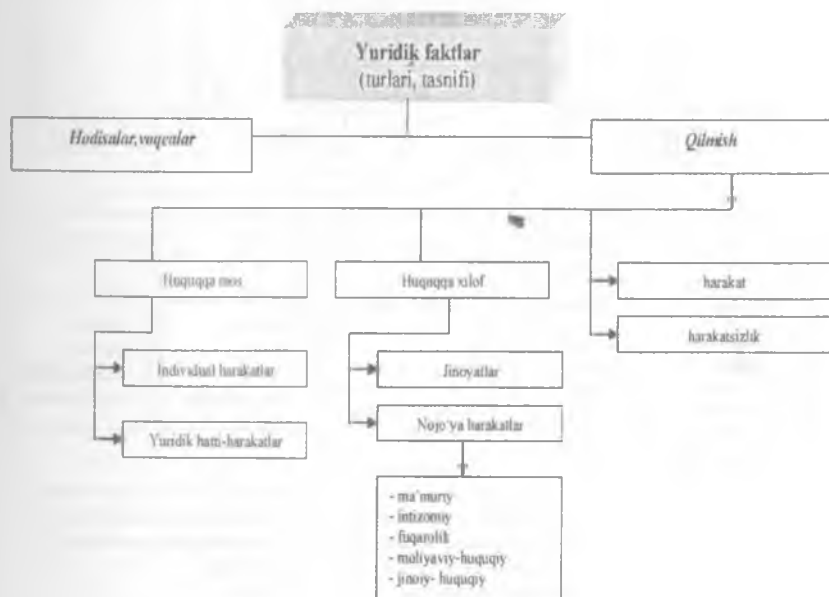 Yuridik faktlar
(turlari, tasnifi)
Hodisalar, voqealar
Qilmish
Huquqqa mos
Huquqqa xilof
harakat
harakatsizlik
Individual harakatlar
Jinoyatlar
Yuridik hatti-harakatlar
Nojo'ya harakatlar
- ma'muriy
- intizomiy
- fuqarolik
- moliyaviy-huquqiy
- jinoiy- huquqiy